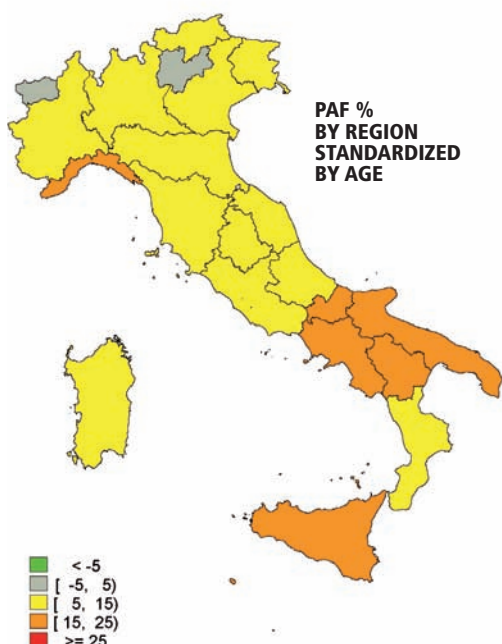 PAF %
BY REGION
STANDARDIZED
BY AGE
< -5
[ -5, 5)
[ 5, 15)
[ 15, 25)
>= 25